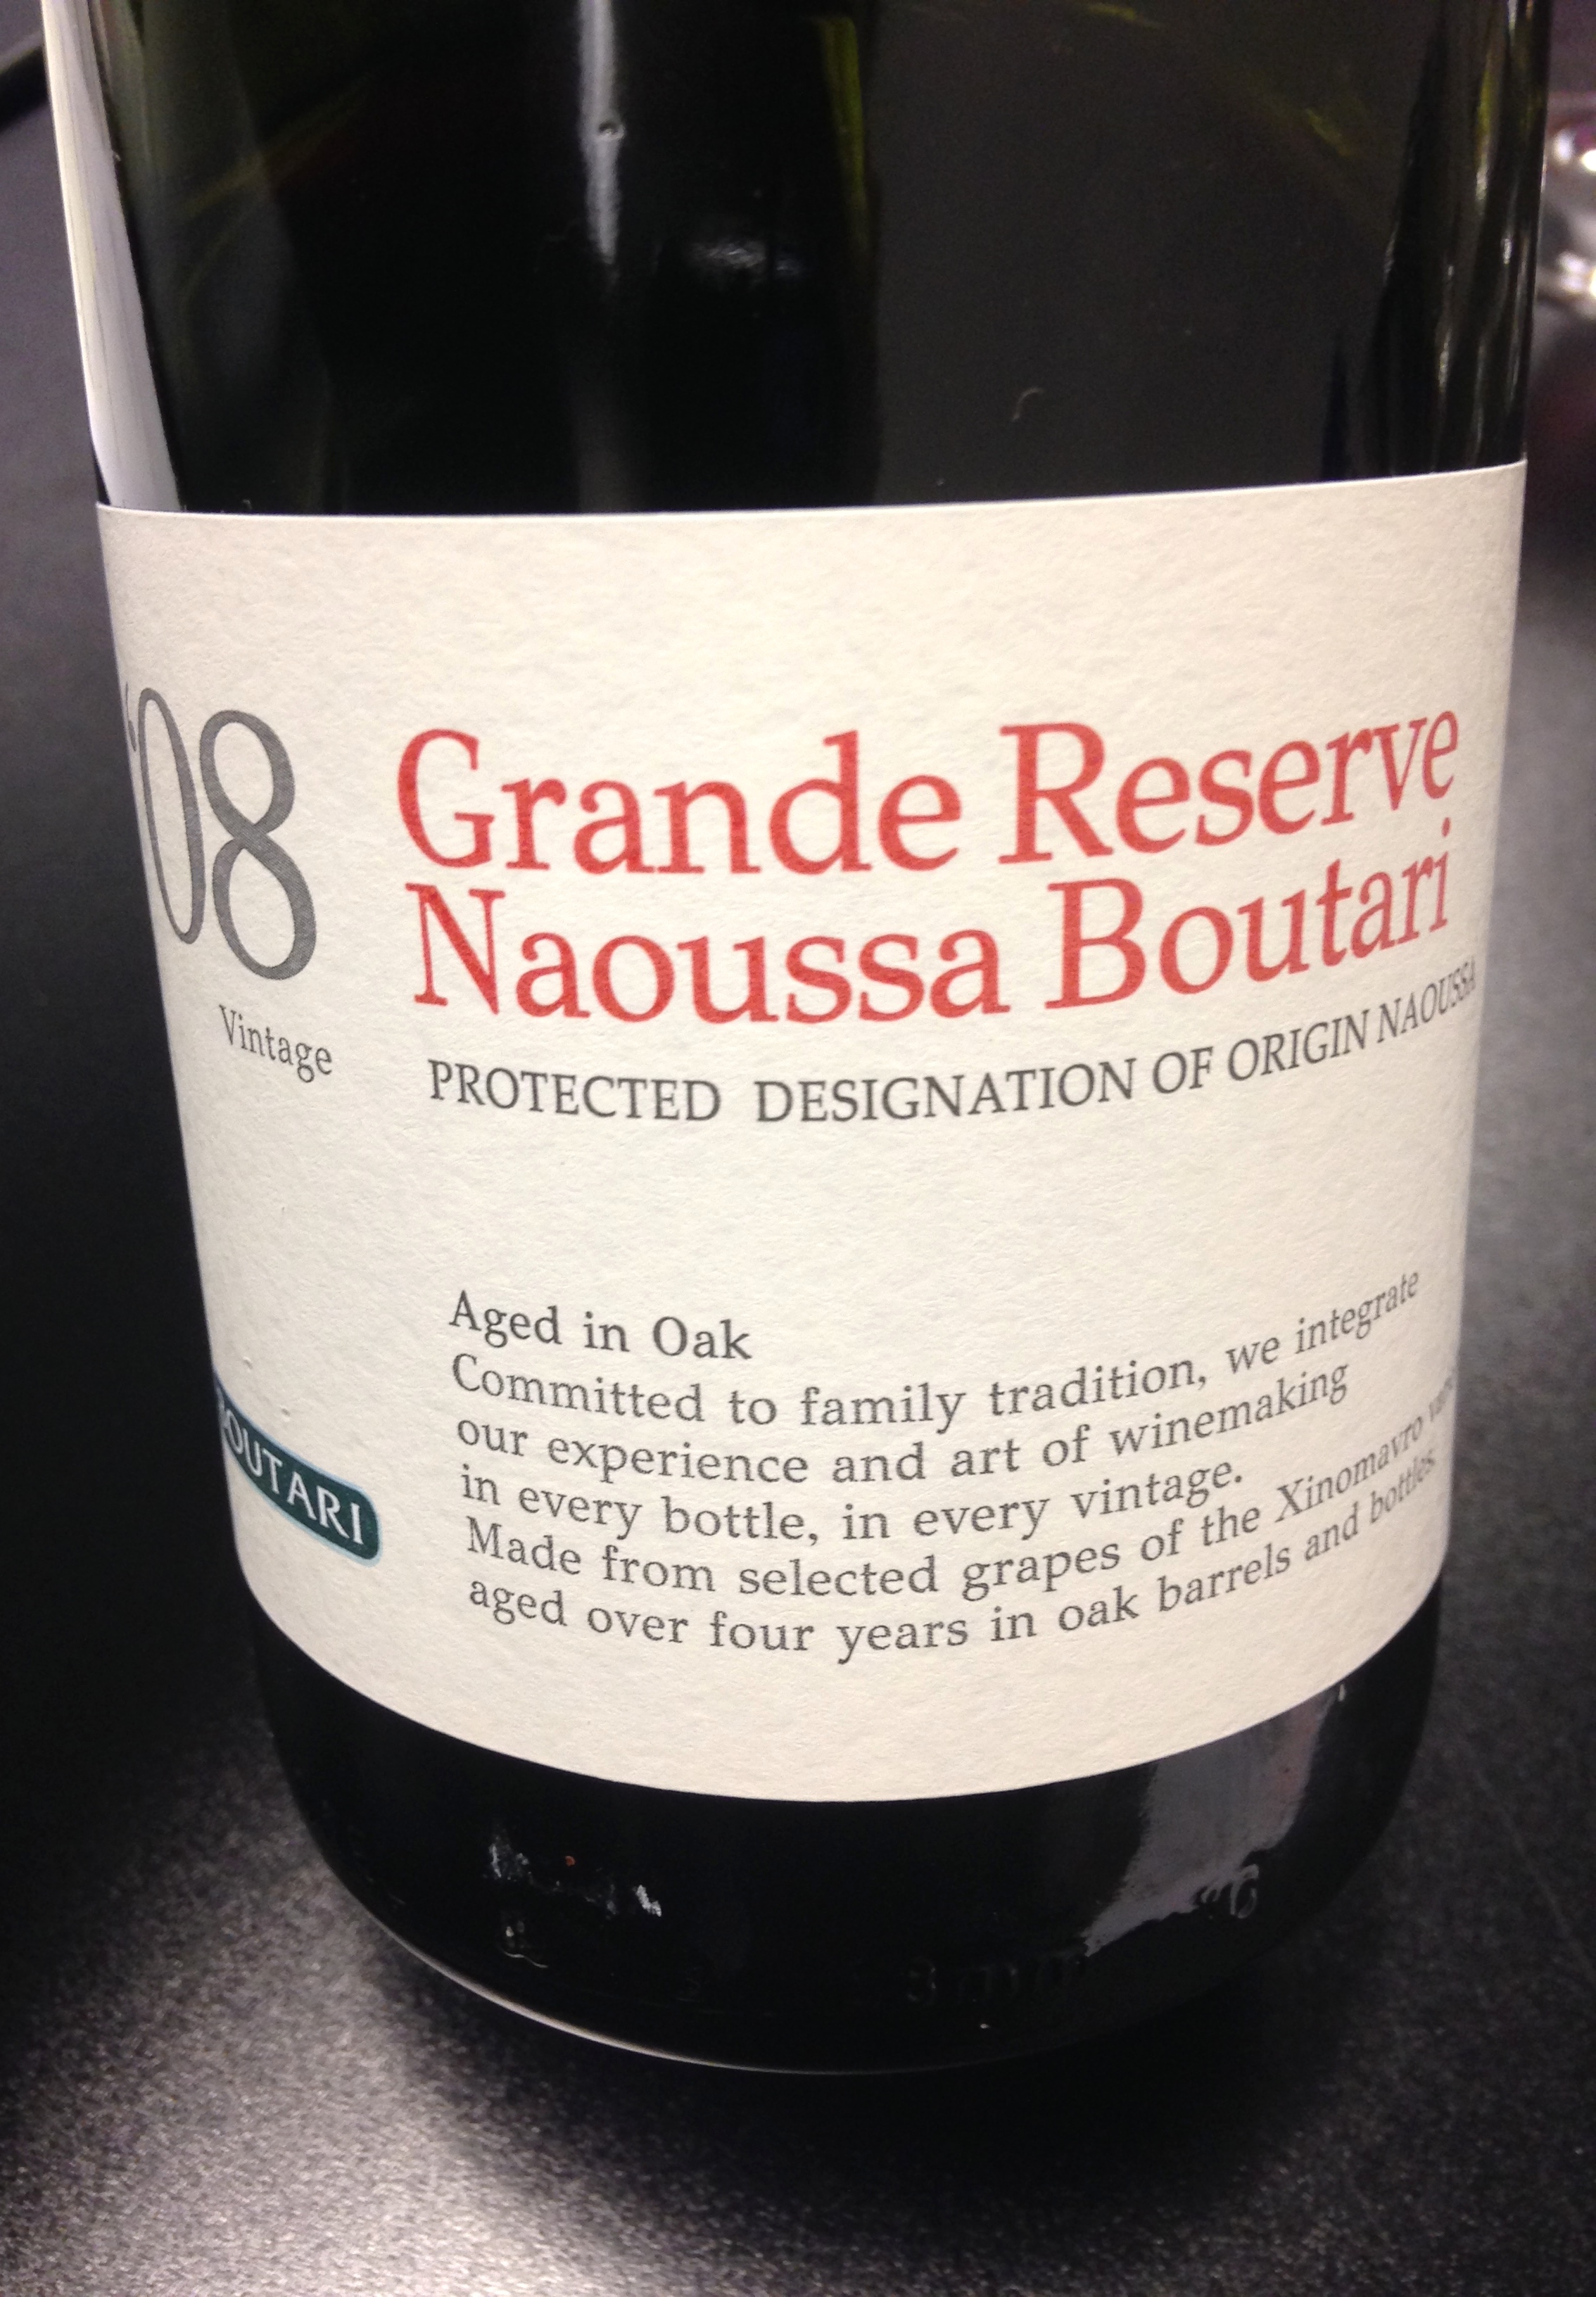 '08
Vintage
Grande Reserve
Naoussa Boutari
PROTECTED DESIGNATION OF ORIGIN NAOUSSA
Aged in Oak
Committed to family tradition, we integrate
our experience and art of winemaking
in every bottle, in every vintage.
Made from selected grapes of the Xinomavro
aged over four years in oak barrels and bottles
OUTARI